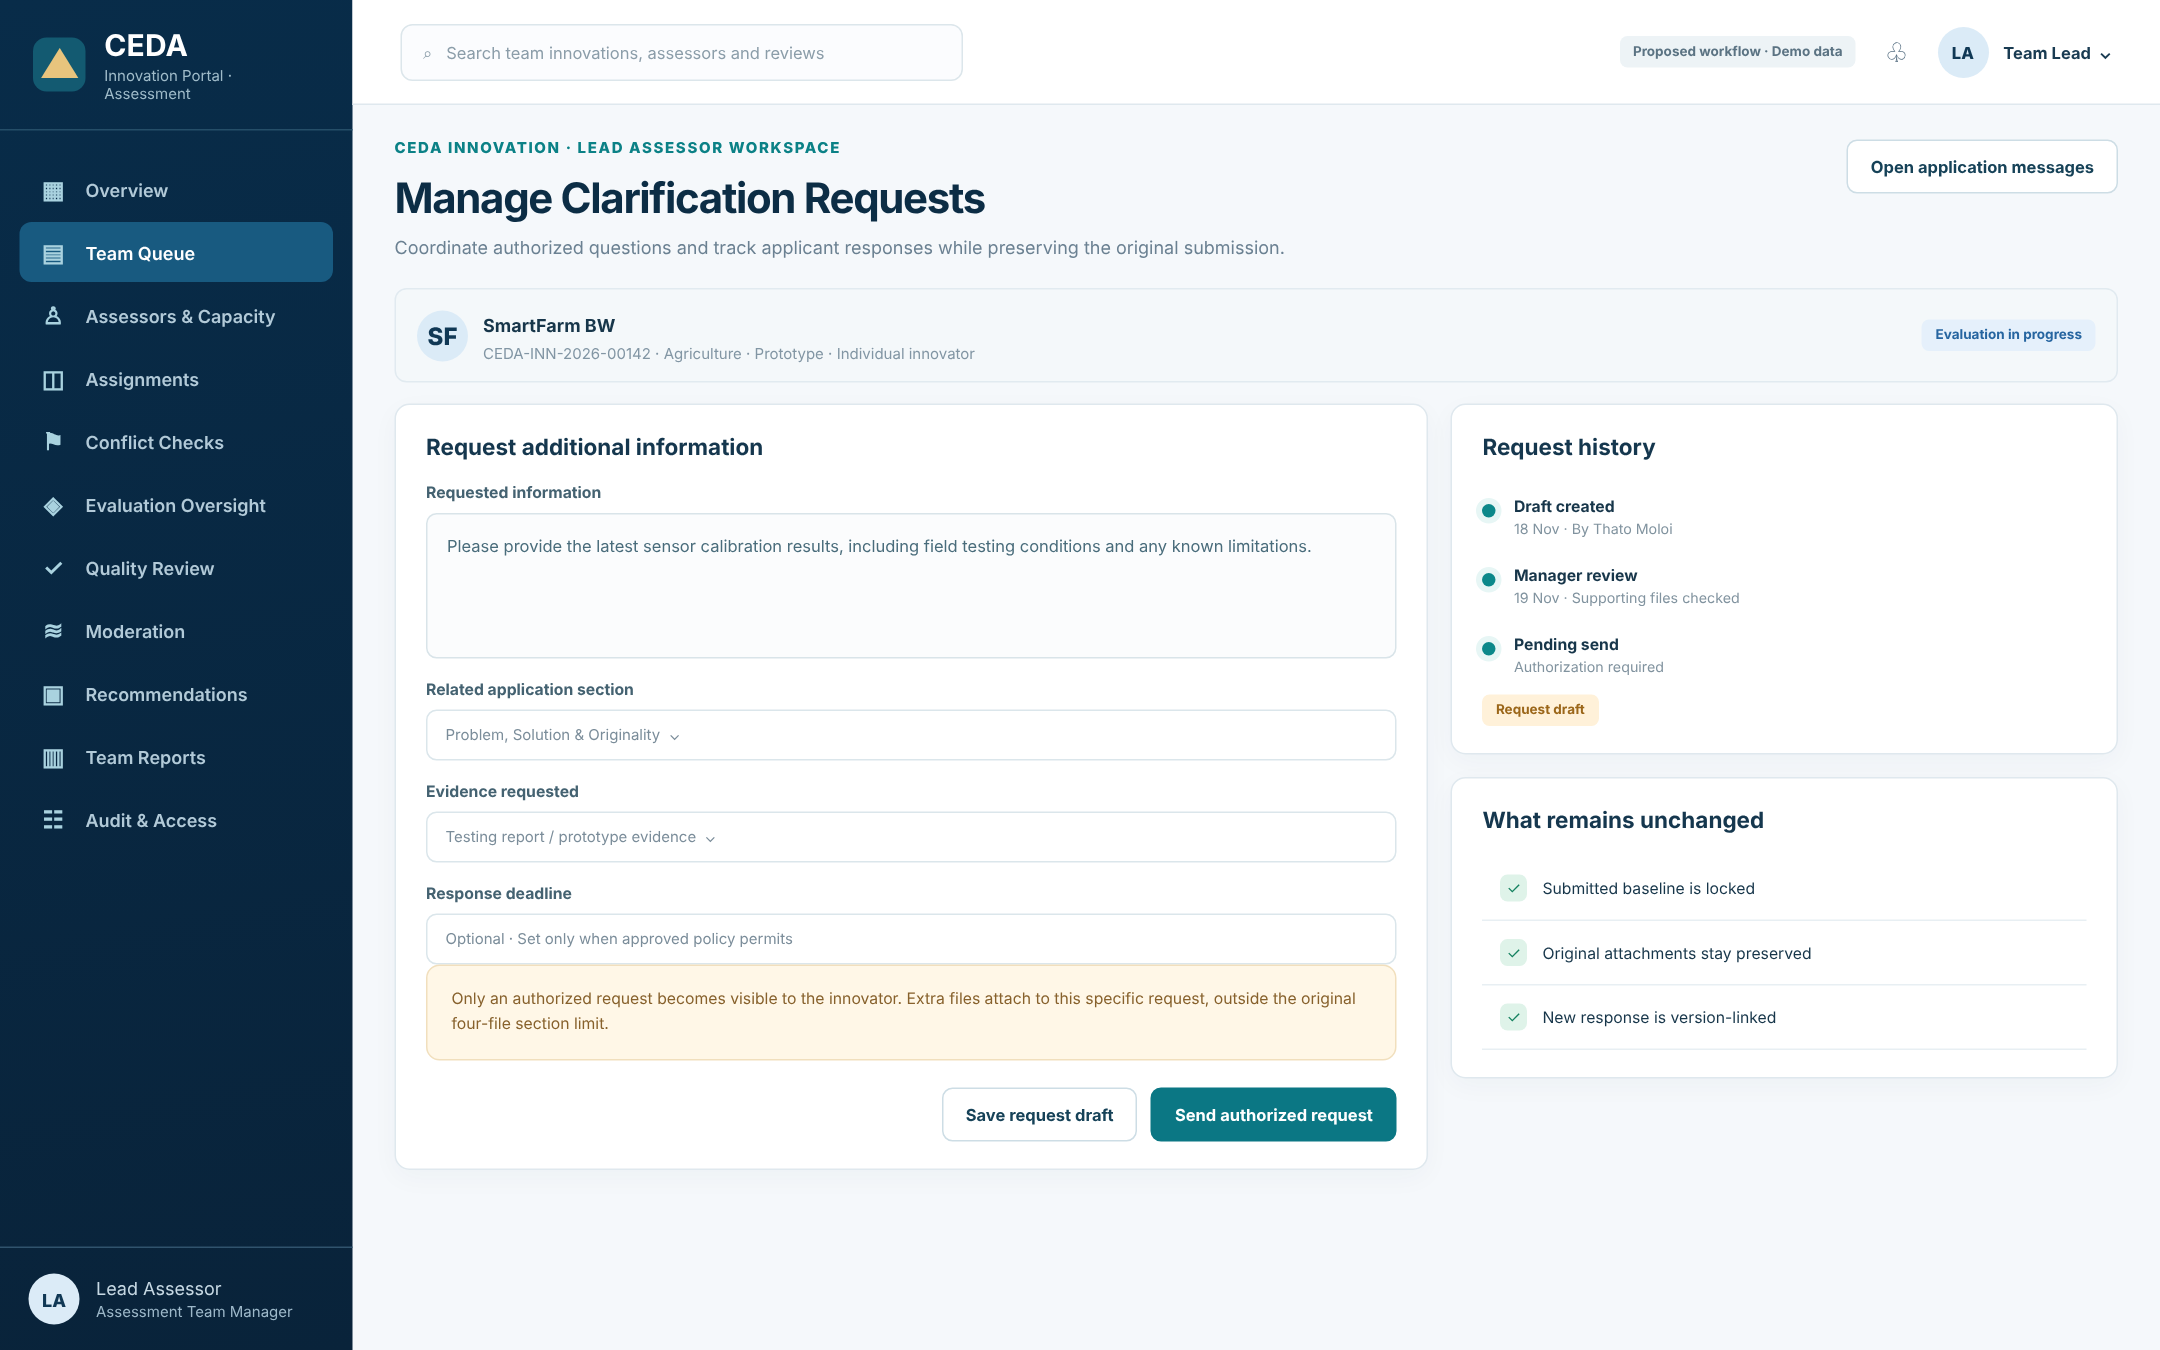 CEDA
Innovation Portal ·
Assessment
Overview
Team Queue
Assessors & Capacity
Assignments
Conflict Checks
Evaluation Oversight
Quality Review
Moderation
Recommendations
Team Reports
Audit & Access
LA
Lead Assessor
Assessment Team Manager
Search team innovations, assessors and reviews
Proposed workflow · Demo data
LA
Team Lead
CEDA INNOVATION · LEAD ASSESSOR WORKSPACE
Manage Clarification Requests
Coordinate authorized questions and track applicant responses while preserving the original submission.
Open application messages
SF
SmartFarm BW
CEDA-INN-2026-00142 · Agriculture · Prototype · Individual innovator
Evaluation in progress
Request additional information
Requested information
Please provide the latest sensor calibration results, including field testing conditions and any known limitations.
Related application section
Problem, Solution & Originality
Evidence requested
Testing report / prototype evidence
Response deadline
Optional · Set only when approved policy permits
Only an authorized request becomes visible to the innovator. Extra files attach to this specific request, outside the original
four-file section limit.
Save request draft
Send authorized request
Request history
Draft created
18 Nov · By Thato Moloi
Manager review
19 Nov · Supporting files checked
Pending send
Authorization required
Request draft
What remains unchanged
Submitted baseline is locked
Original attachments stay preserved
New response is version-linked